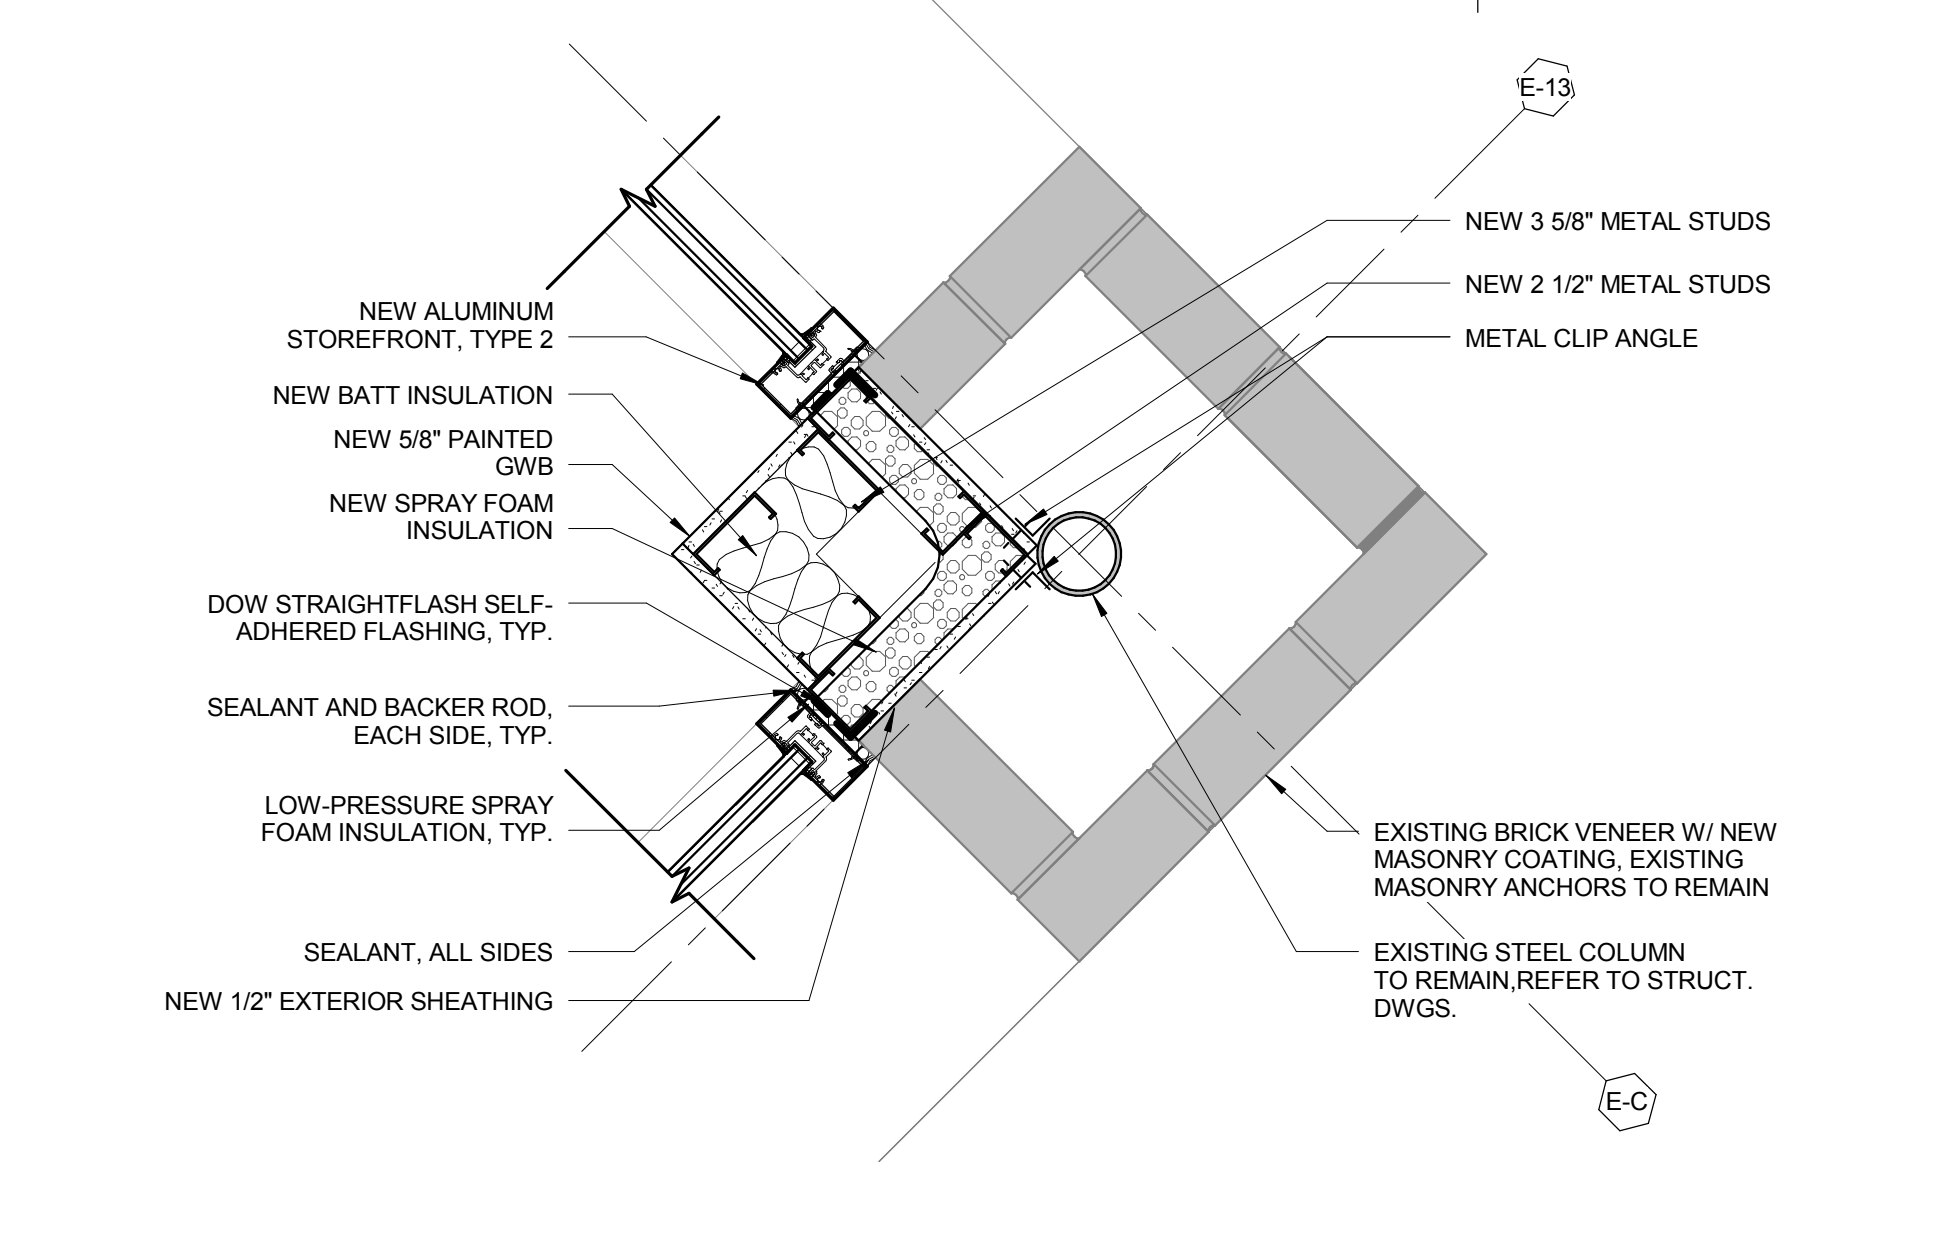 E-13
NEW 3 5/8" METAL STUDS
NEW 2 1/2" METAL STUDS
METAL CLIP ANGLE
NEW ALUMINUM
STOREFRONT, TYPE 2
NEW BATT INSULATION
NEW 5/8" PAINTED
GWB
NEW SPRAY FOAM
INSULATION
DOW STRAIGHTFLASH SELF-
ADHERED FLASHING, TYP.
SEALANT AND BACKER ROD,
EACH SIDE, TYP.
LOW-PRESSURE SPRAY
FOAM INSULATION, TYP.
SEALANT, ALL SIDES
NEW 1/2" EXTERIOR SHEATHING
EXISTING BRICK VENEER W/ NEW
MASONRY COATING, EXISTING
MASONRY ANCHORS TO REMAIN
EXISTING STEEL COLUMN
TO REMAIN,REFER TO STRUCT.
DWGS.
E-C